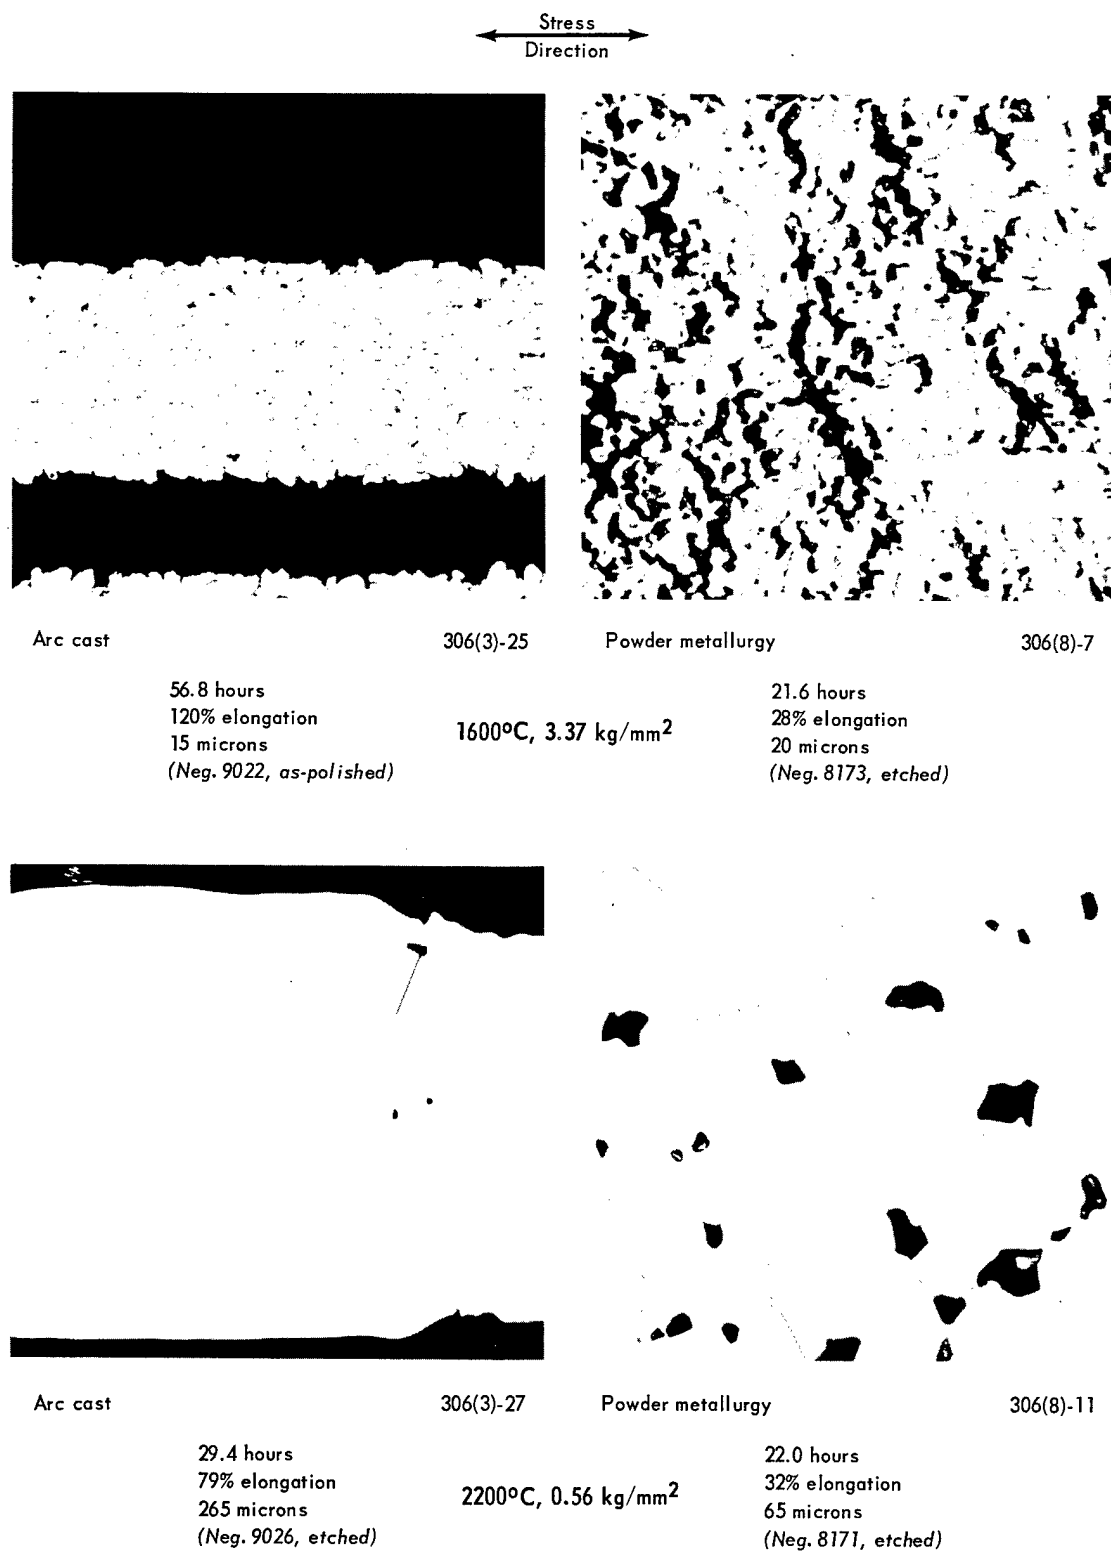 Stress
Direction
Arc cast 306(3)-25
Powder metallurgy 306(8)-7
56.8 hours
120% elongation
15 microns
(Neg. 9022, as-polished)
1600ºC, 3.37 kg/mm²
21.6 hours
28% elongation
20 microns
(Neg. 8173, etched)
Arc cast 306(3)-27
Powder metallurgy 306(8)-11
29.4 hours
79% elongation
265 microns
(Neg. 9026, etched)
2200ºC, 0.56 kg/mm²
22.0 hours
32% elongation
65 microns
(Neg. 8171, etched)